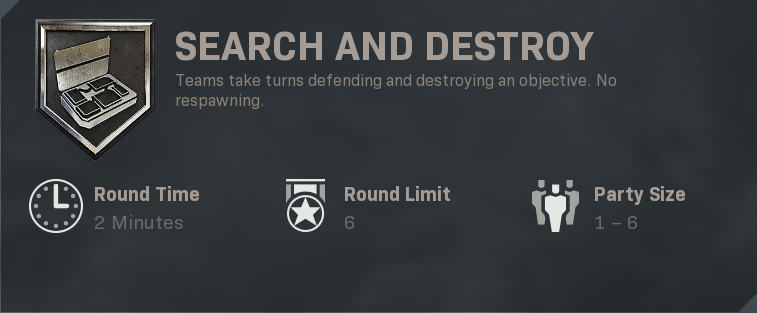 SEARCH AND DESTROY
Teams take turns defending and destroying an objective. No
respawning.
Round Time
2 Minutes
Round Limit
6
Party Size
1 – 6